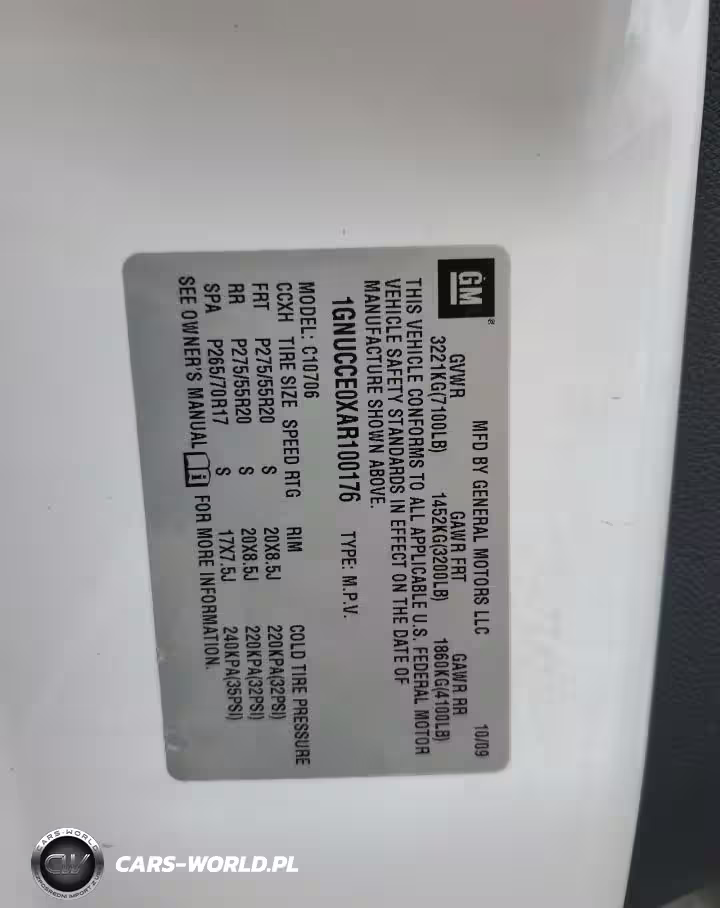 GM®
MFD BY GENERAL MOTORS LLC 10/09
GVWR GAWR FRT GAWR RR
3221KG(7100LB) 1452KG(3200LB) 1860KG(4100LB)
THIS VEHICLE CONFORMS TO ALL APPLICABLE U.S. FEDERAL MOTOR
VEHICLE SAFETY STANDARDS IN EFFECT ON THE DATE OF
MANUFACTURE SHOWN ABOVE.
1GNUCCE0XAR100176 TYPE: M.P.V.
MODEL: C10706
CCXH TIRE SIZE SPEED RTG RIM COLD TIRE PRESSURE
FRT P275/55R20 S 20X8.5J 220KPA(32PSI)
RR P275/55R20 S 20X8.5J 220KPA(32PSI)
SPA P265/70R17 S 17X7.5J 240KPA(35PSI)
SEE OWNER'S MANUAL i FOR MORE INFORMATION.
CARS-WORLD
CW
CARS-WORLD.PL